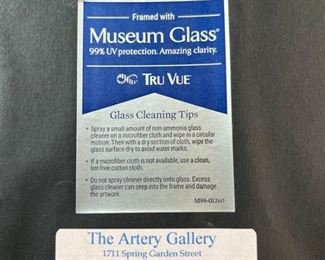 Framed with
Museum Glass®
99% UV protection. Amazing clarity.
TRU VUE®
Glass Cleaning Tips
• Spray a small amount of non-ammonia glass
cleaner on a microfiber cloth and wipe in a circular
motion. Then with a dry section of cloth, wipe the
glass surface dry to avoid water marks.
• If a microfiber cloth is not available, use a clean,
lint-free cotton cloth.
• Do not spray cleaner directly onto glass. Excess
glass cleaner can seep into the frame and damage
the artwork.
M99-01260
The Artery Gallery
1711 Spring Garden Street